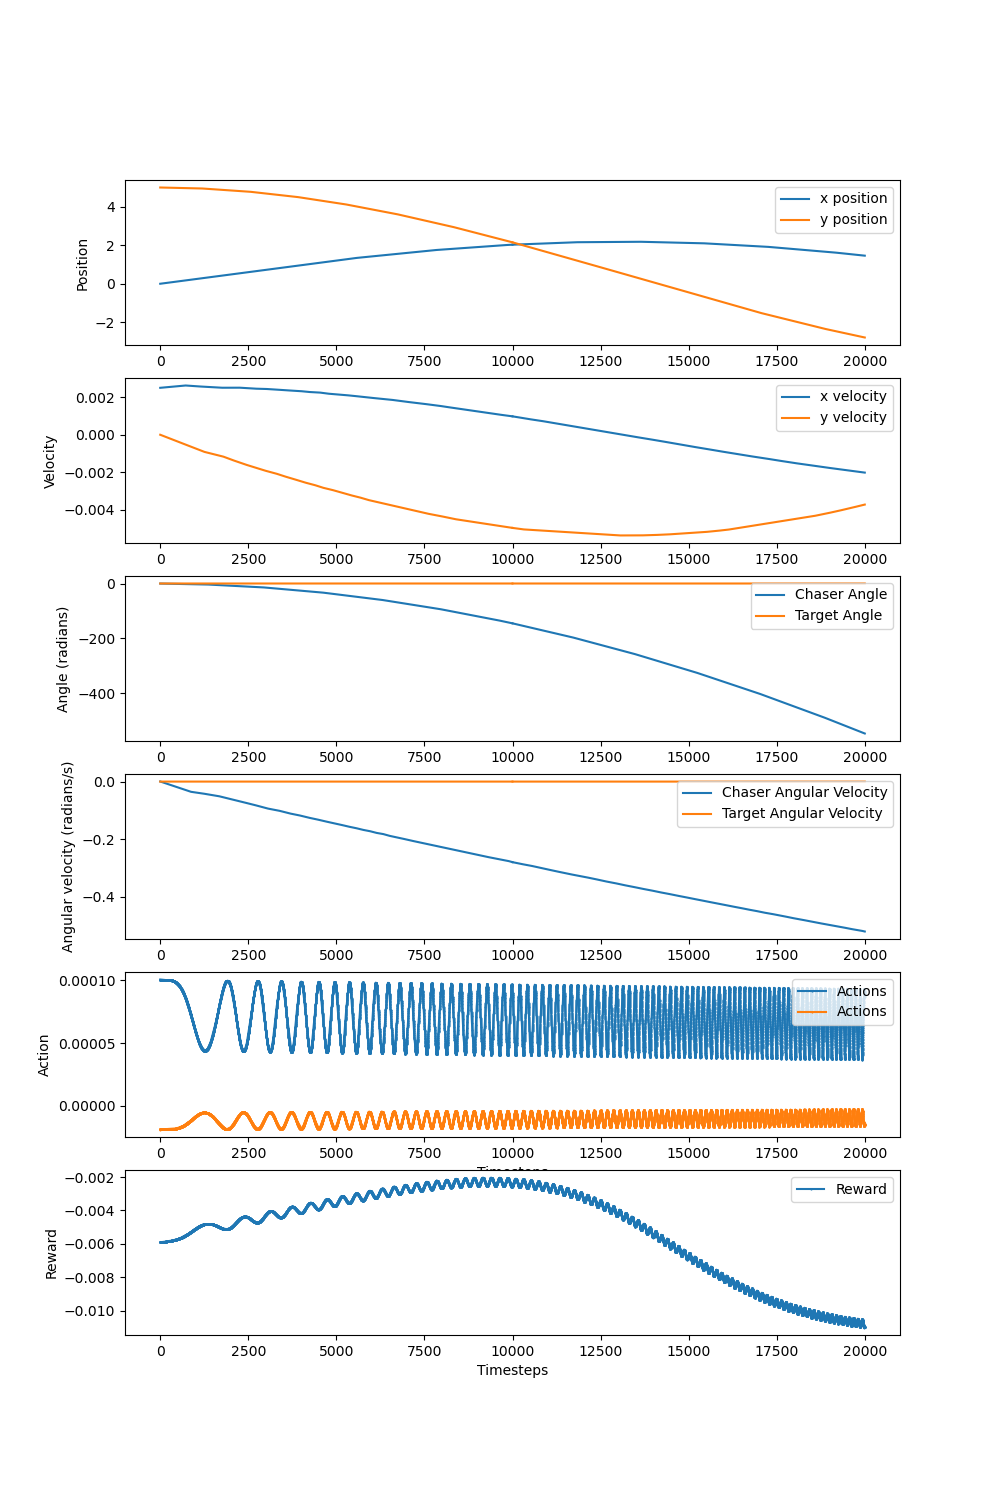 4
2
0
−2
Position
x position
y position
0 2500 5000 7500 10000 12500 15000 17500 20000
0.002
0.000
−0.002
−0.004
Velocity
x velocity
y velocity
0 2500 5000 7500 10000 12500 15000 17500 20000
0
−200
−400
Angle (radians)
Chaser Angle
Target Angle
0 2500 5000 7500 10000 12500 15000 17500 20000
0.0
−0.2
−0.4
Angular velocity (radians/s)
Chaser Angular Velocity
Target Angular Velocity
0 2500 5000 7500 10000 12500 15000 17500 20000
0.00010
0.00005
0.00000
Action
Actions
Actions
0 2500 5000 7500 10000 12500 15000 17500 20000
Timesteps
−0.002
−0.004
−0.006
−0.008
−0.010
Reward
Reward
0 2500 5000 7500 10000 12500 15000 17500 20000
Timesteps